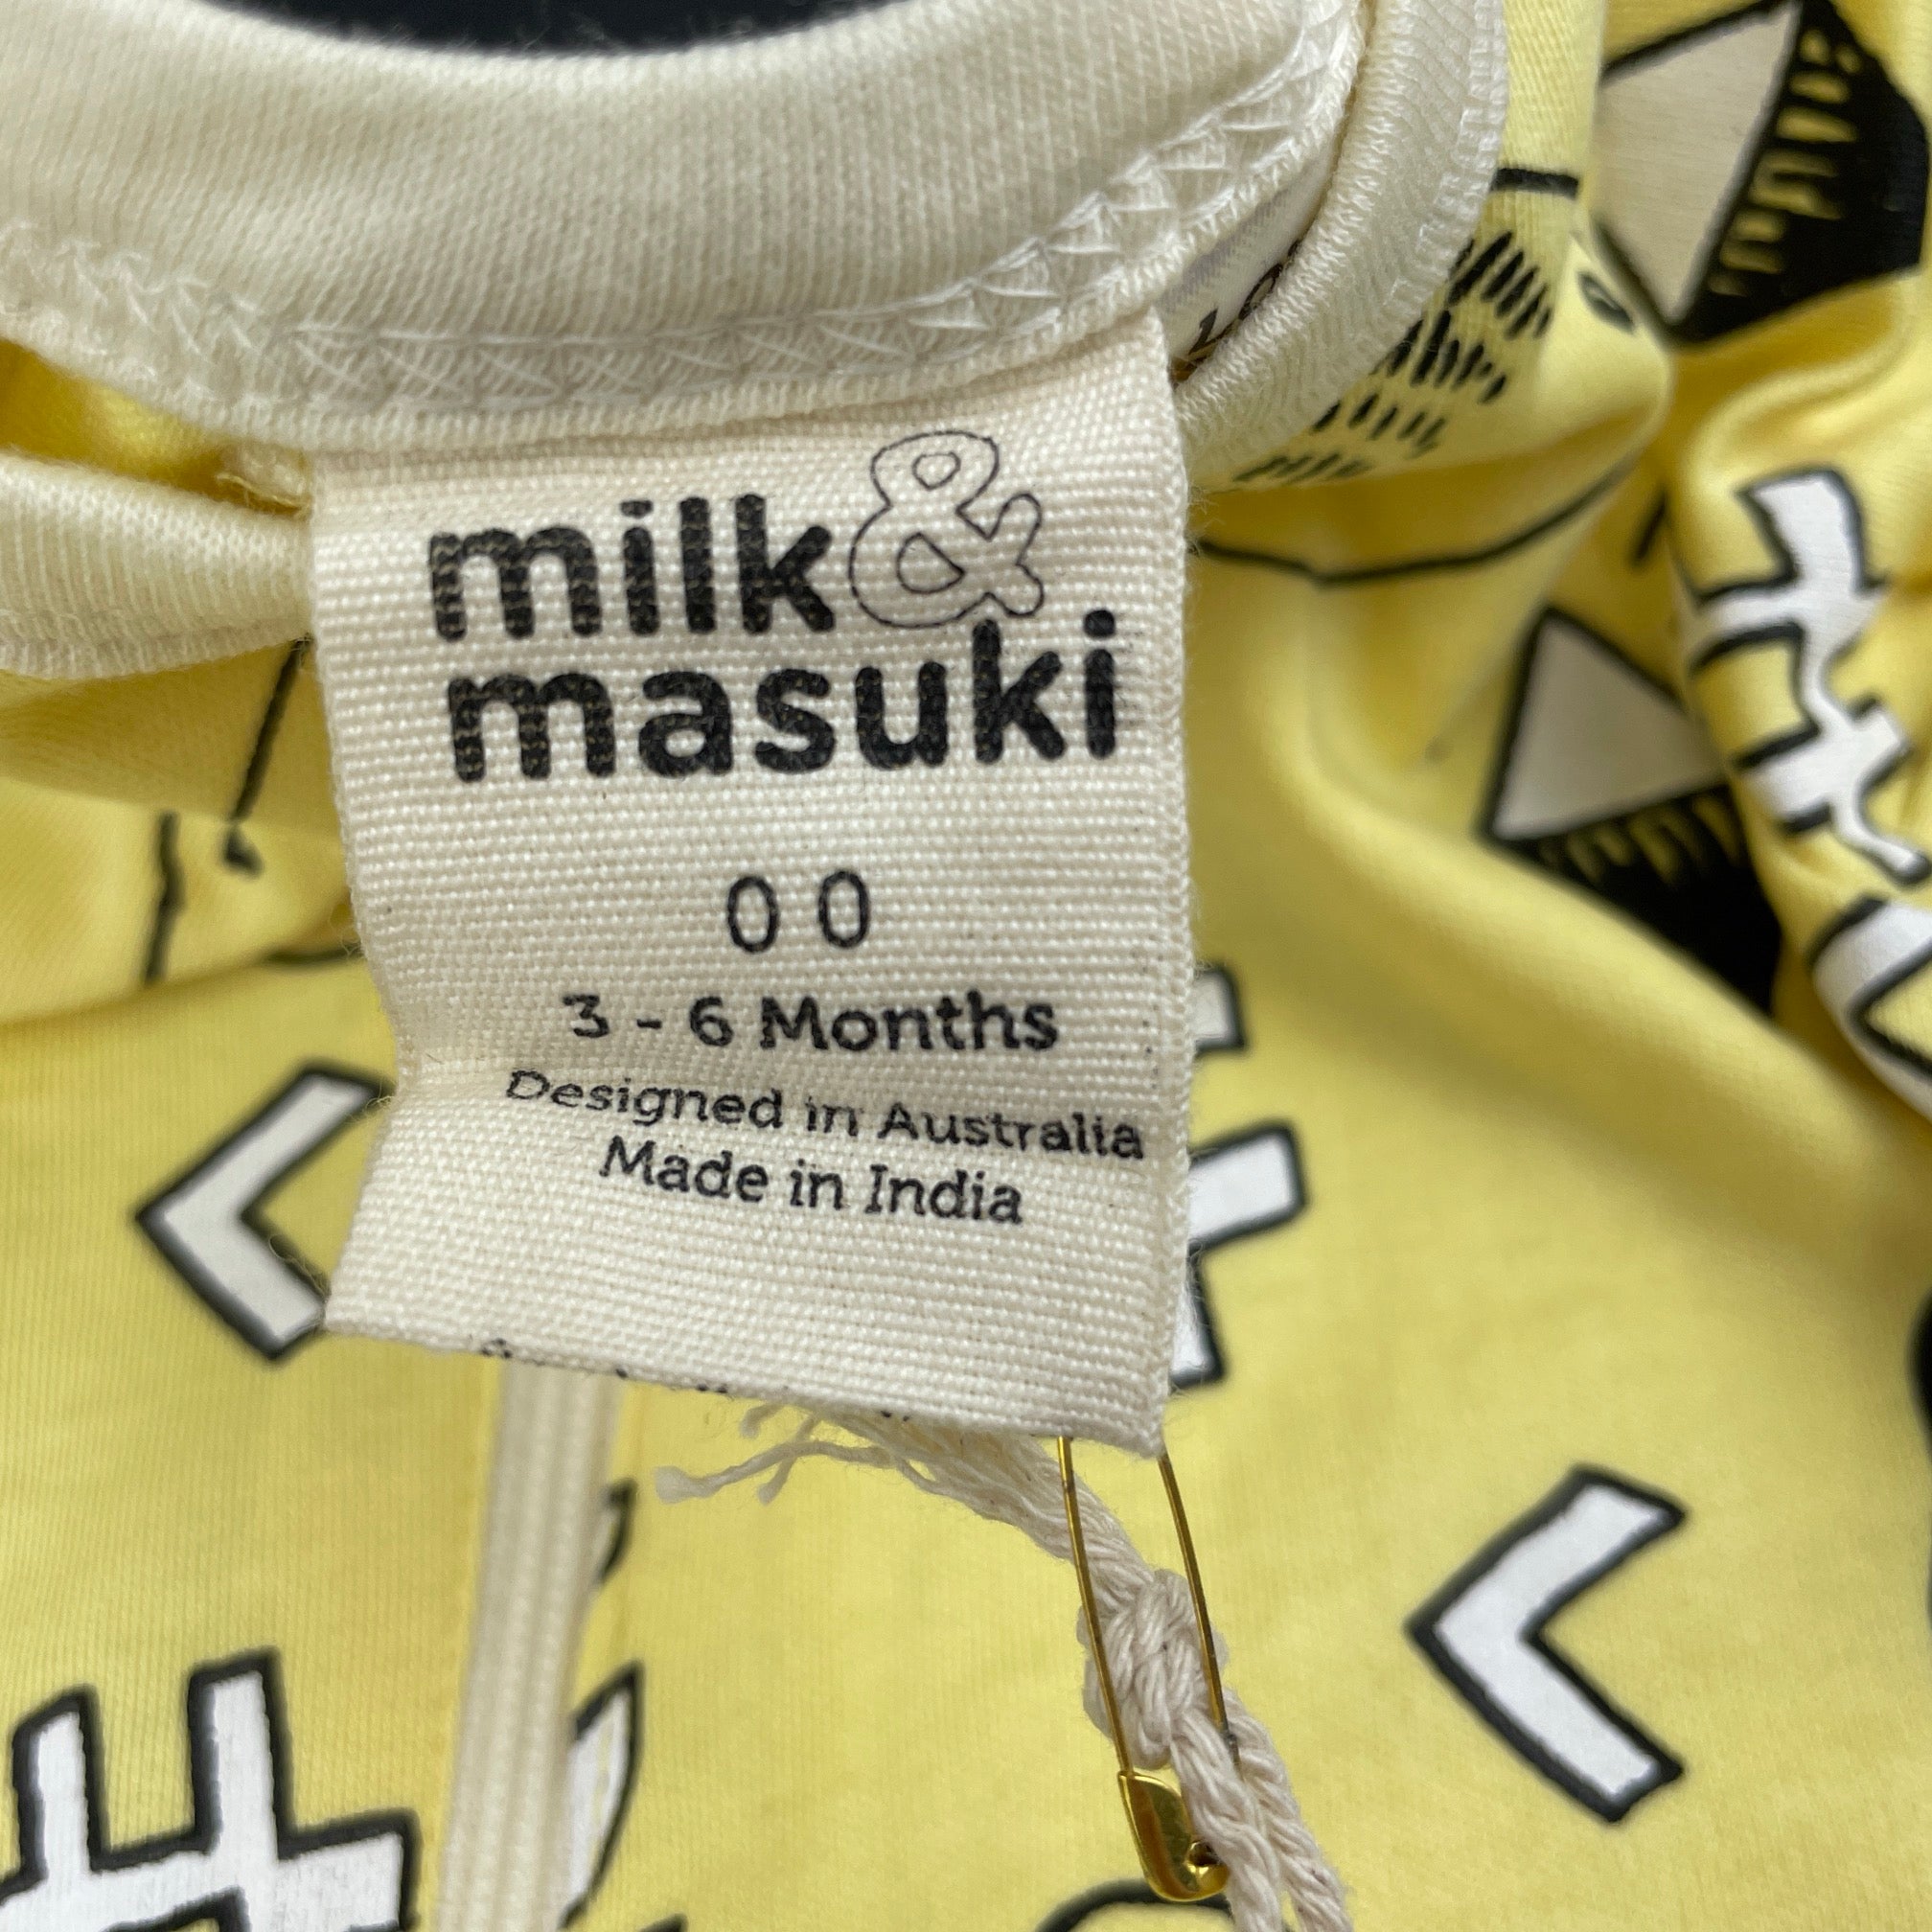 milk &
masuki
00
3 - 6 Months
Designed in Australia
Made in India